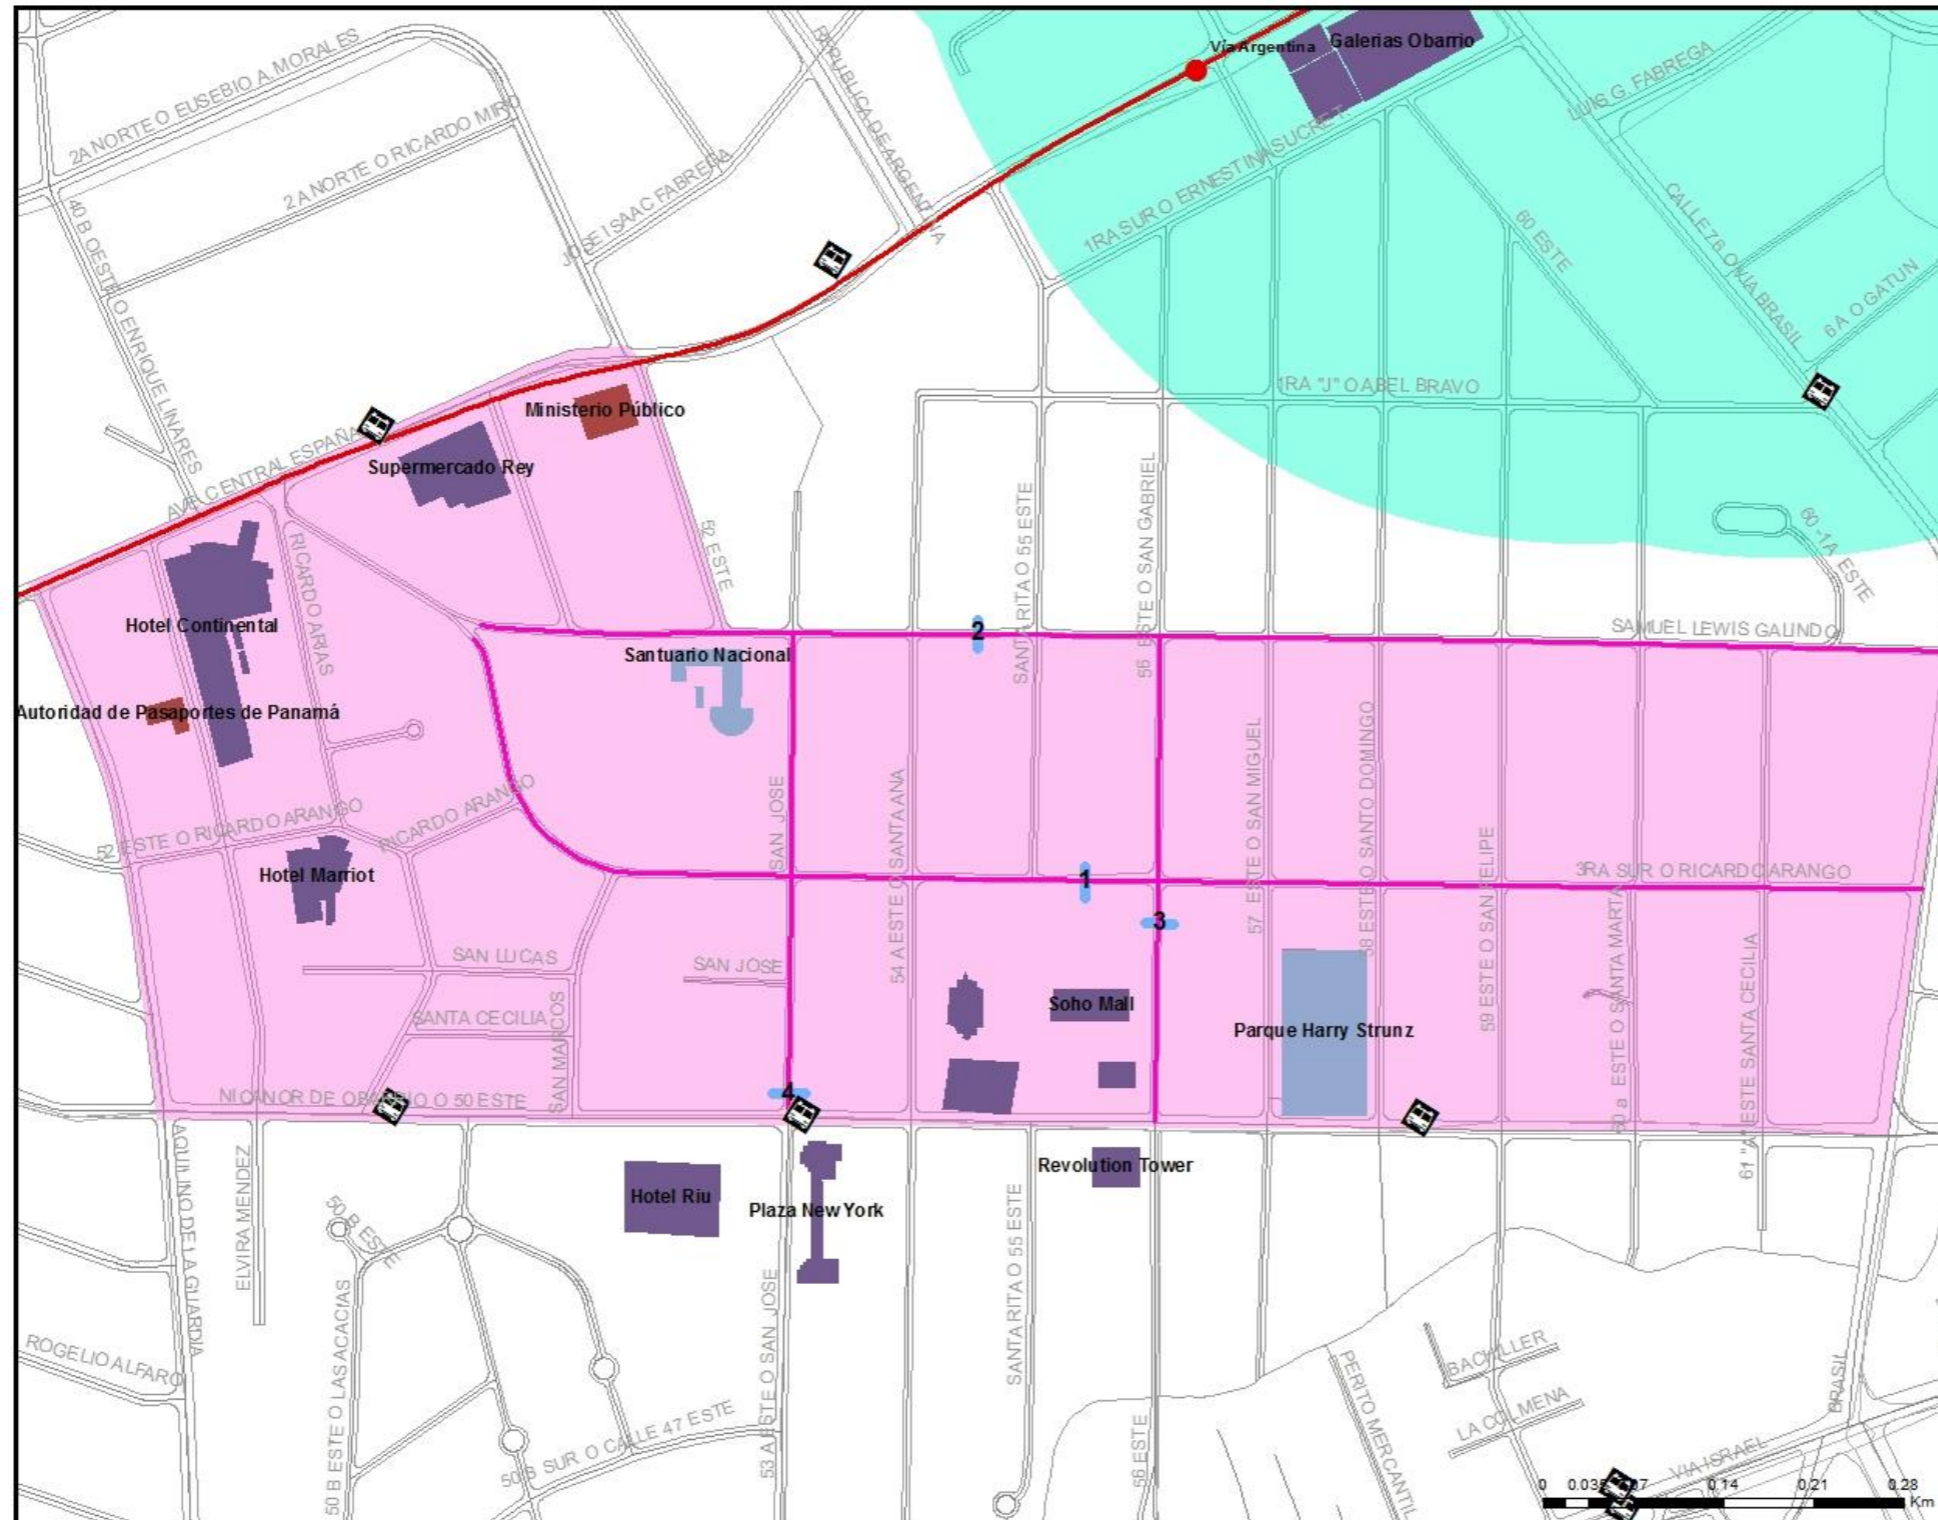 Vía Argentina
Galerias Obarrio
REPUBLICA DE ARGENTINA
2A NORTE O EUSEBIO A. MORALES
LUIS G. FABREGA
2 A NORTE O RICARDO MIRO
1RA SUR O ERNESTINA SUCRE T.
JOSE I SAAC FABREGA
40 B OESTE O ENRIQUE LINARES
CALLE 76 O VIA BRASIL
60 ESTE
6 A O GATUN
1RA "J" O ABEL BRAVO
Ministerio Público
AVE CENTRAL ESPAÑA
Supermercado Rey
52 ESTE
SANTA RITA O 55 ESTE
56 ESTE O SAN GABRIEL
60 -1A ESTE
RICARDO ARIAS
Hotel Continental
2
SAMUEL LEWIS GALINDO
Santuario Nacional
Autoridad de Pasaportes de Panamá
SAN JOSE
54 A ESTE O SANTA ANA
57 ESTE O SAN MIGUEL
58 ESTE O SANTO DOMINGO
59 ESTE O SAN FELIPE
52 ESTE O RICARDO ARANGO
RICARDO ARANGO
Hotel Marriot
1
3RA SUR O RICARDO ARANGO
3
SAN LUCAS
SAN JOSE
Soho Mall
Parque Harry Strunz
SANTA CECILIA
SAN MARCOS
ESTE O SANTA MARTA
61 "A" ESTE SANTA CECILIA
4
NICANOR DE OBARRIO O 50 ESTE
AQUILINO DE LA GUARDIA
ELVIRA MENDEZ
Revolution Tower
Hotel Riu
Plaza New York
50 B ESTE
SANTA RITA O 55 ESTE
53 A ESTE O SAN JOSE
50 B ESTE O LAS ACACIAS
ROGELIO ALFARO
PERITO MERCANTIL
BACHILLER
BRASIL
LA COLMENA
50 B SUR O CALLE 47 ESTE
56 ESTE
VIA ISRAEL
0 0.14 0.21 0.28
Km